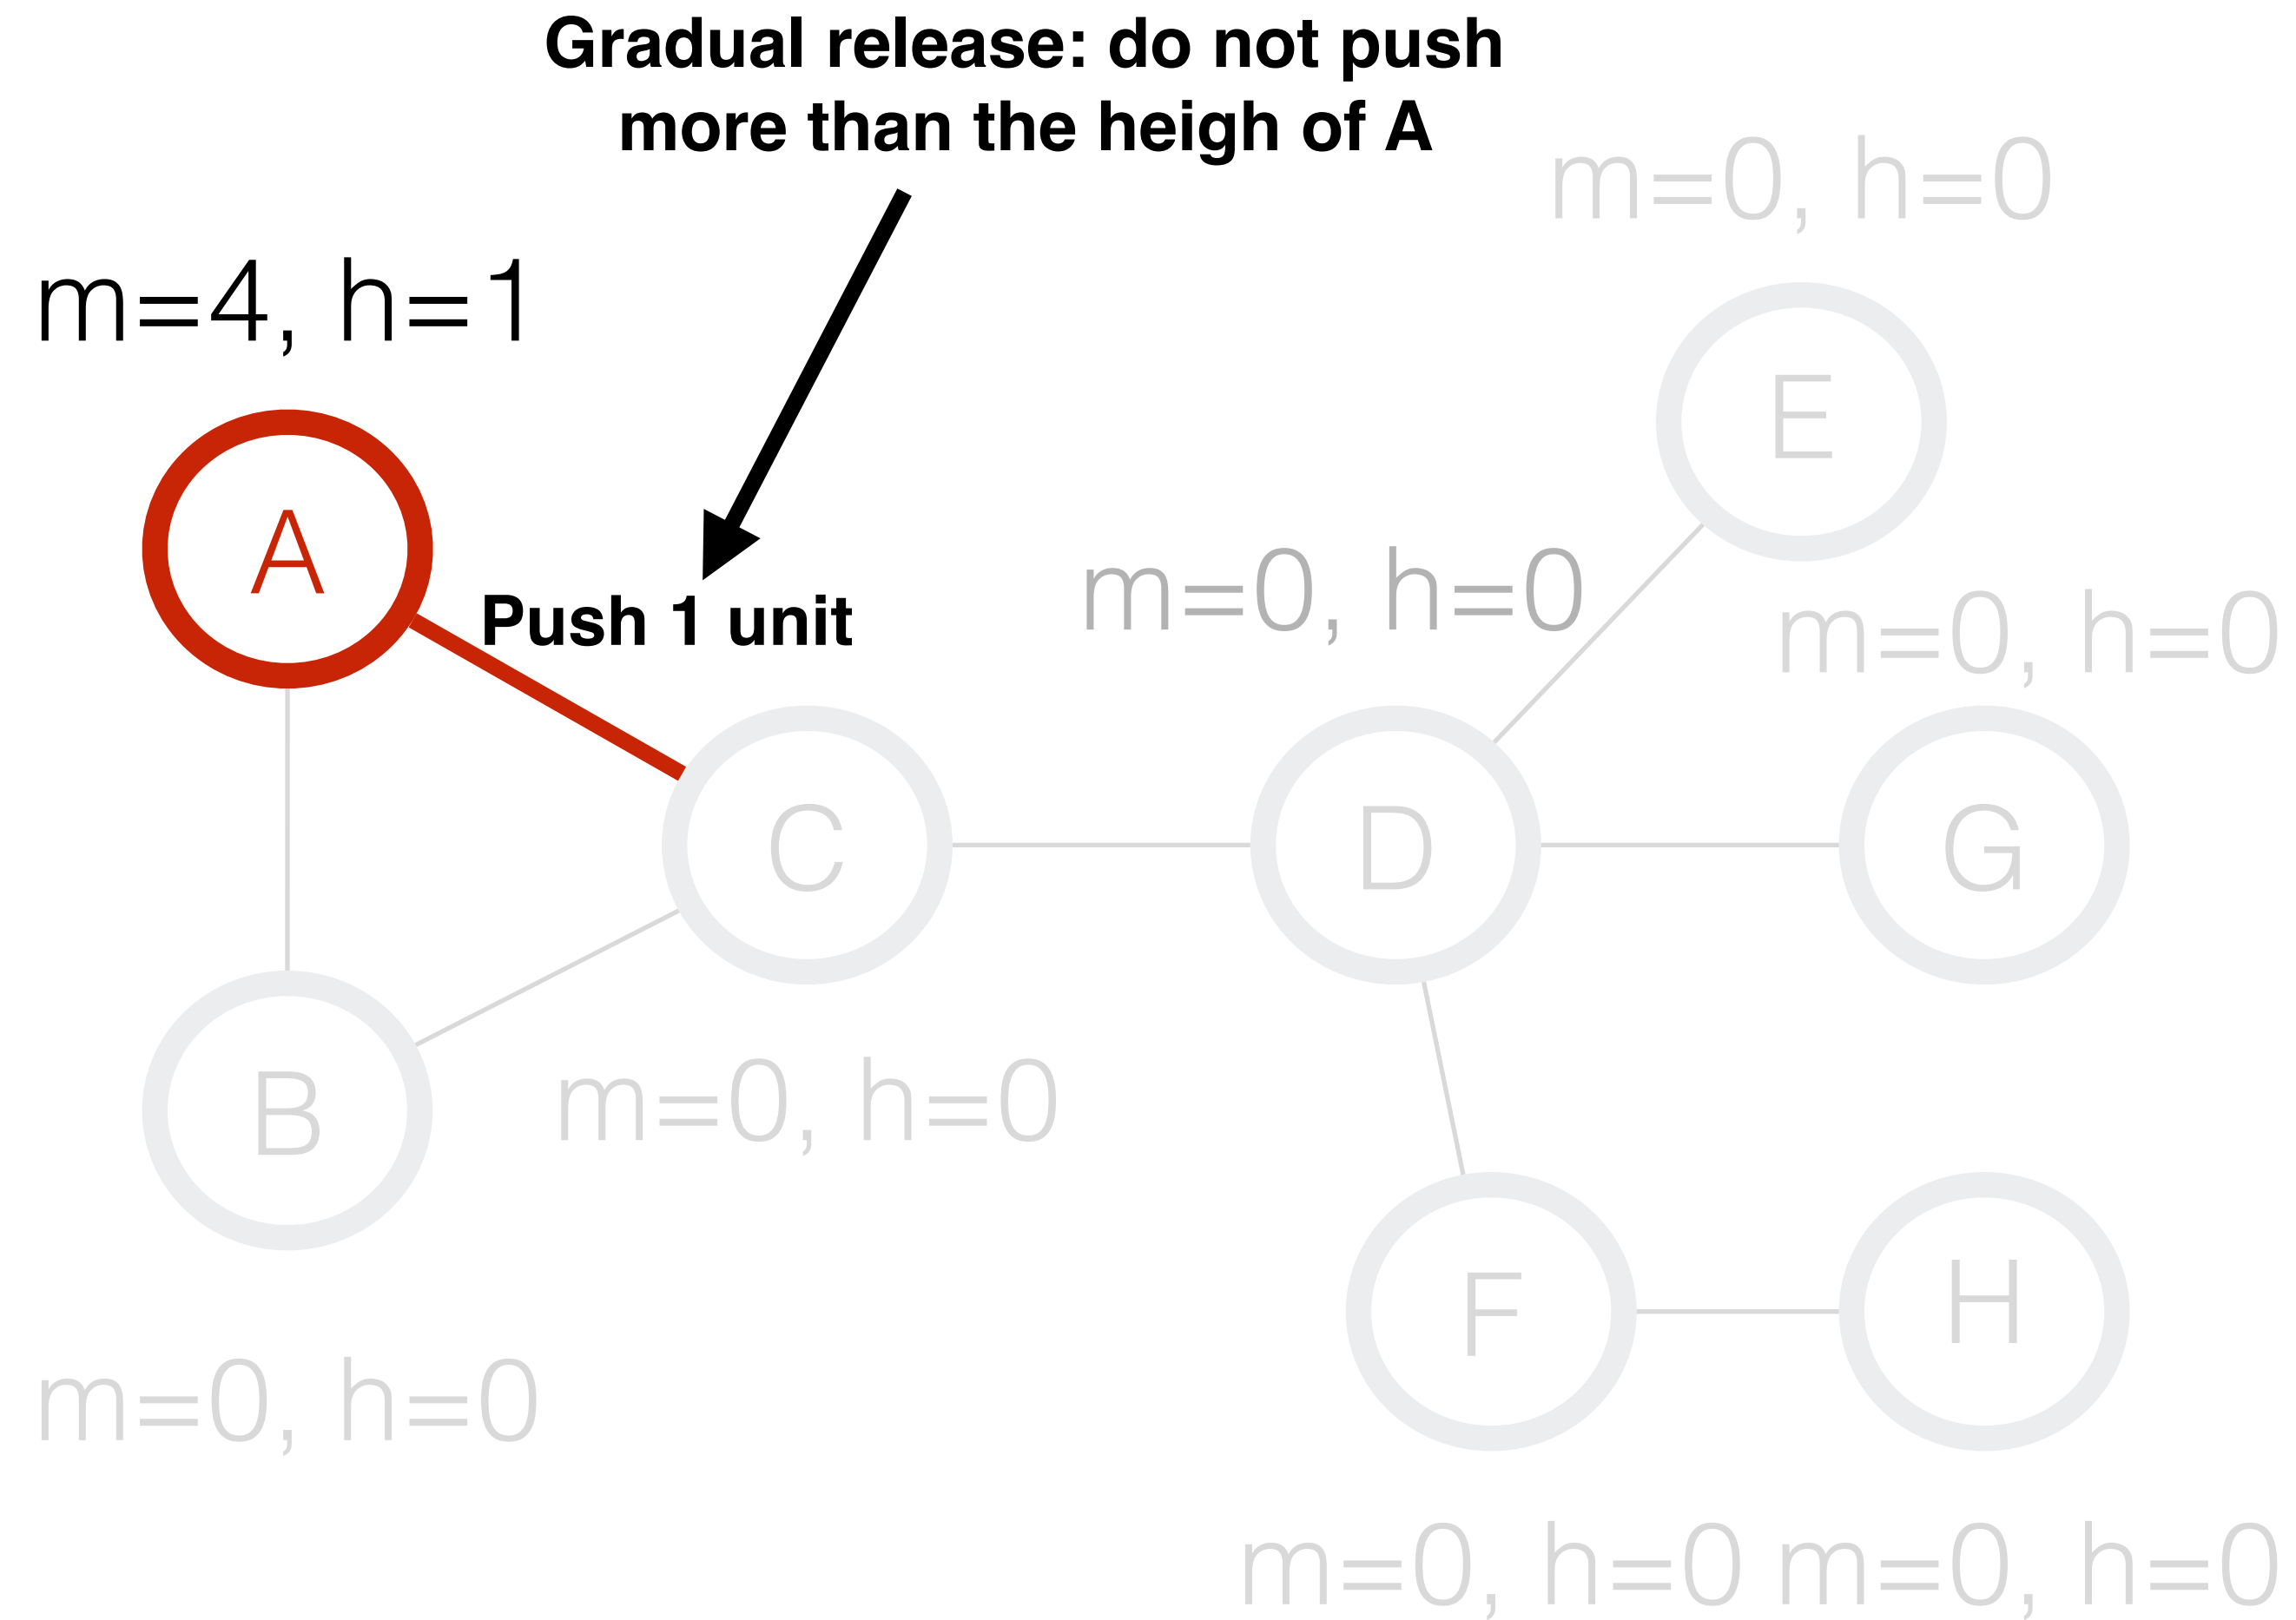 Gradual release: do not push
more than the heigh of A
m=0, h=0
m=4, h=1
E
A
m=0, h=0
Push 1 unit
m=0, h=0
C
D
G
m=0, h=0
B
F
H
m=0, h=0
m=0, h=0
m=0, h=0